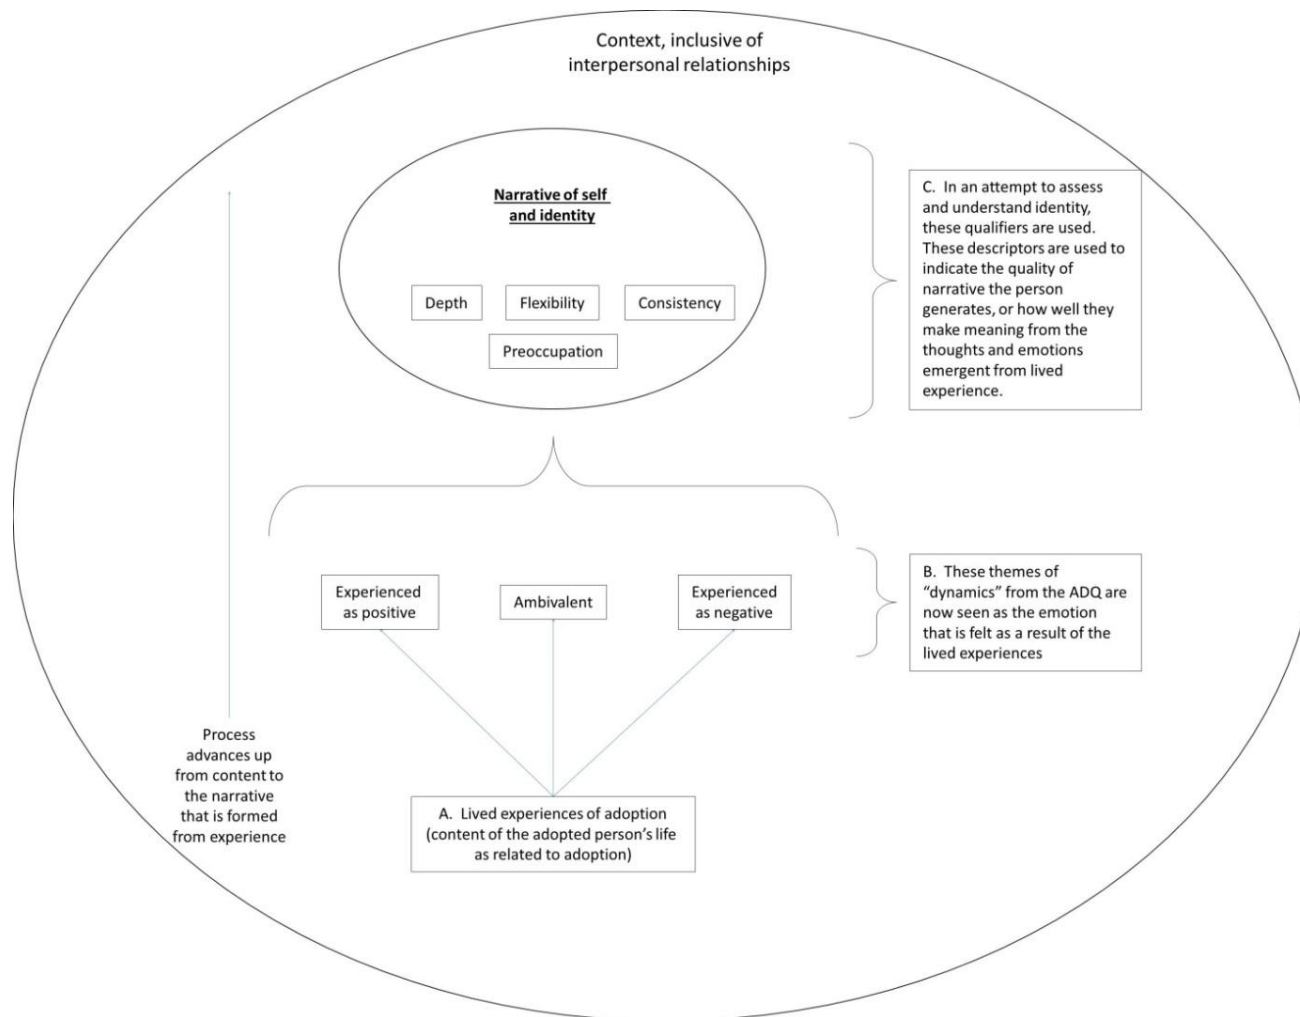 Context, inclusive of
interpersonal relationships
Narrative of self
and identity
Depth
Flexibility
Consistency
Preoccupation
C. In an attempt to assess
and understand identity,
these qualifiers are used.
These descriptors are used to
indicate the quality of
narrative the person
generates, or how well they
make meaning from the
thoughts and emotions
emergent from lived
experience.
Experienced
as positive
Ambivalent
Experienced
as negative
B. These themes of
“dynamics” from the ADQ are
now seen as the emotion
that is felt as a result of the
lived experiences
Process
advances up
from content to
the narrative
that is formed
from experience
A. Lived experiences of adoption
(content of the adopted person’s life
as related to adoption)